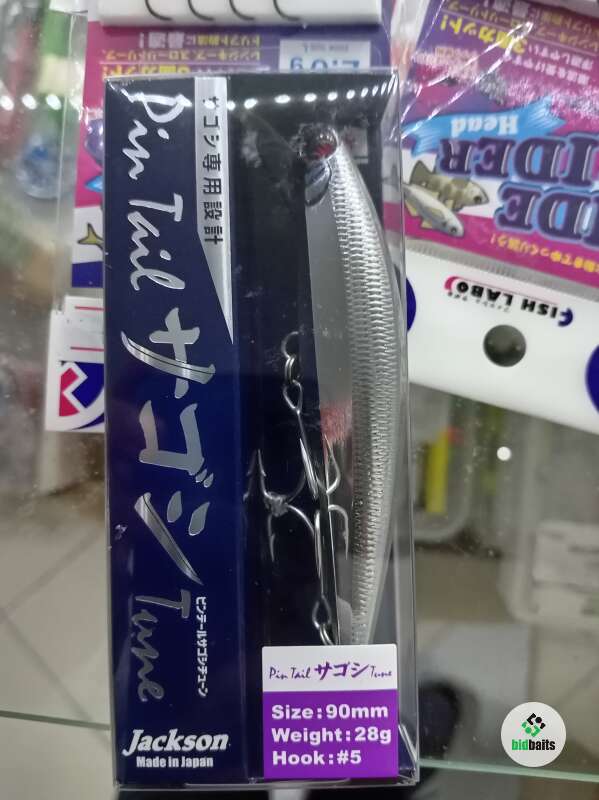 Pin Tail サゴシ Tune
サゴシ専用設計
ピンテールサゴシチューン
Jackson
Made in Japan
Pin Tail サゴシ Tune
Size:90mm
Weight:28g
Hook:#5
Head
FISH LABO
bidbaits